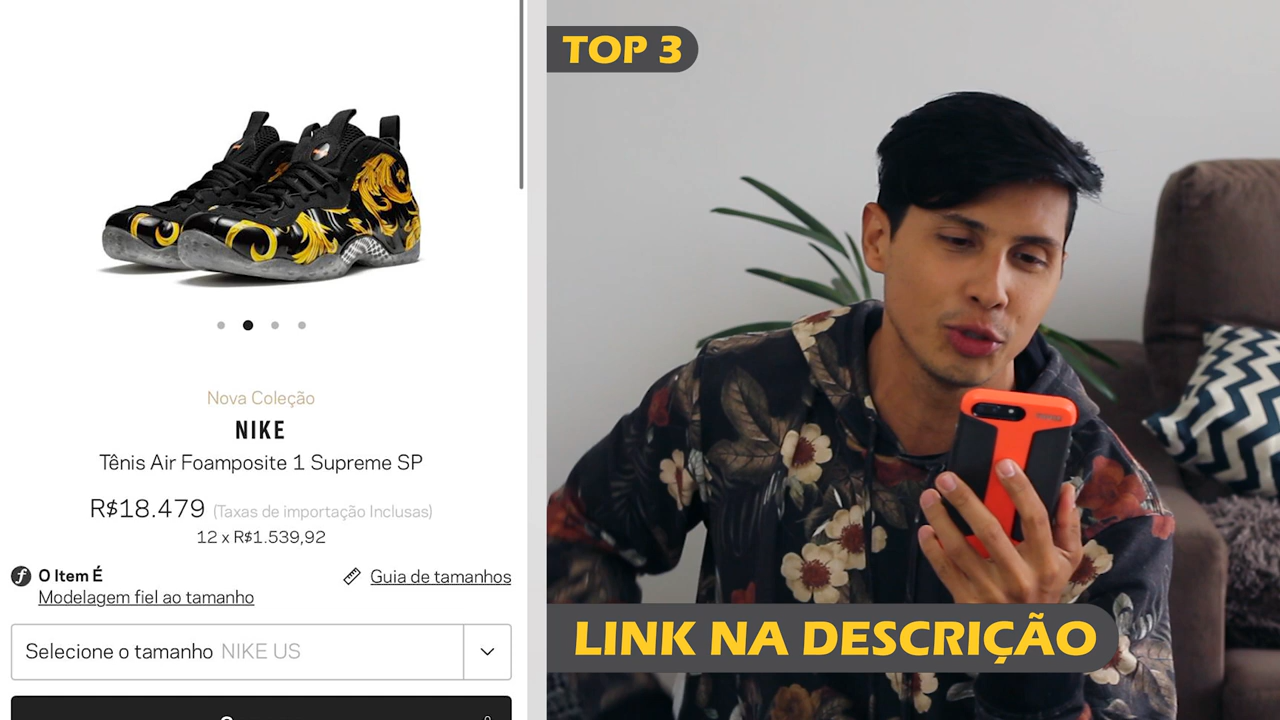 Nova Coleção
NIKE
Tênis Air Foamposite 1 Supreme SP
R$18.479 (Taxas de importação Inclusas)
12 x R$1.539,92
O Item É
Modelagem fiel ao tamanho
Guia de tamanhos
Selecione o tamanho NIKE US
TOP 3
LINK NA DESCRIÇÃO